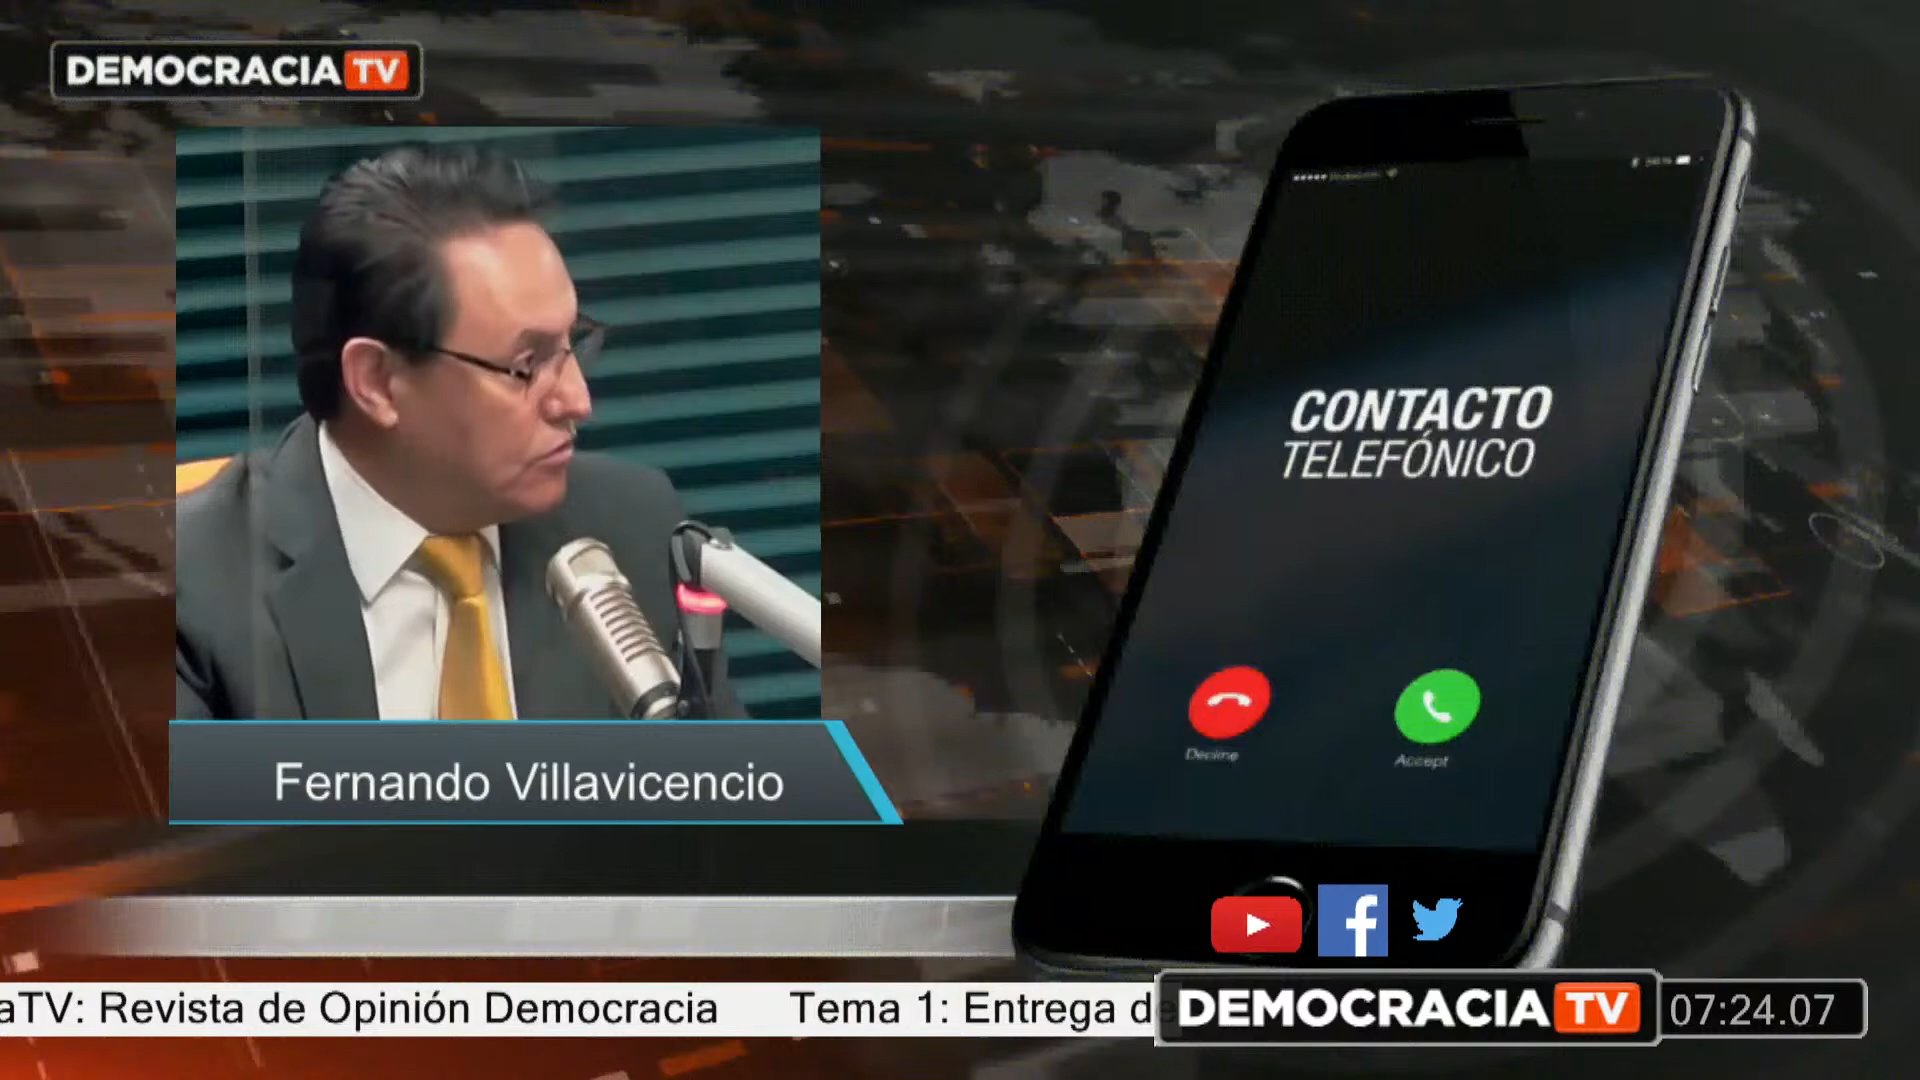 DEMOCRACIA TV
CONTACTO
TELEFÓNICO
Decline
Accept
Fernando Villavicencio
aTV: Revista de Opinión Democracia Tema 1: Entrega de
DEMOCRACIA TV 07:24.07